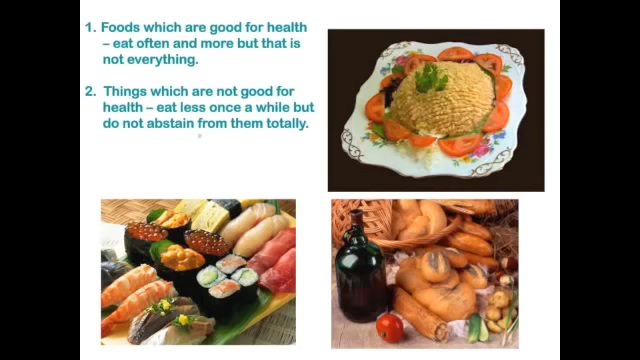 1. Foods which are good for health
– eat often and more but that is
not everything.
2. Things which are not good for
health – eat less once a while but
do not abstain from them totally.